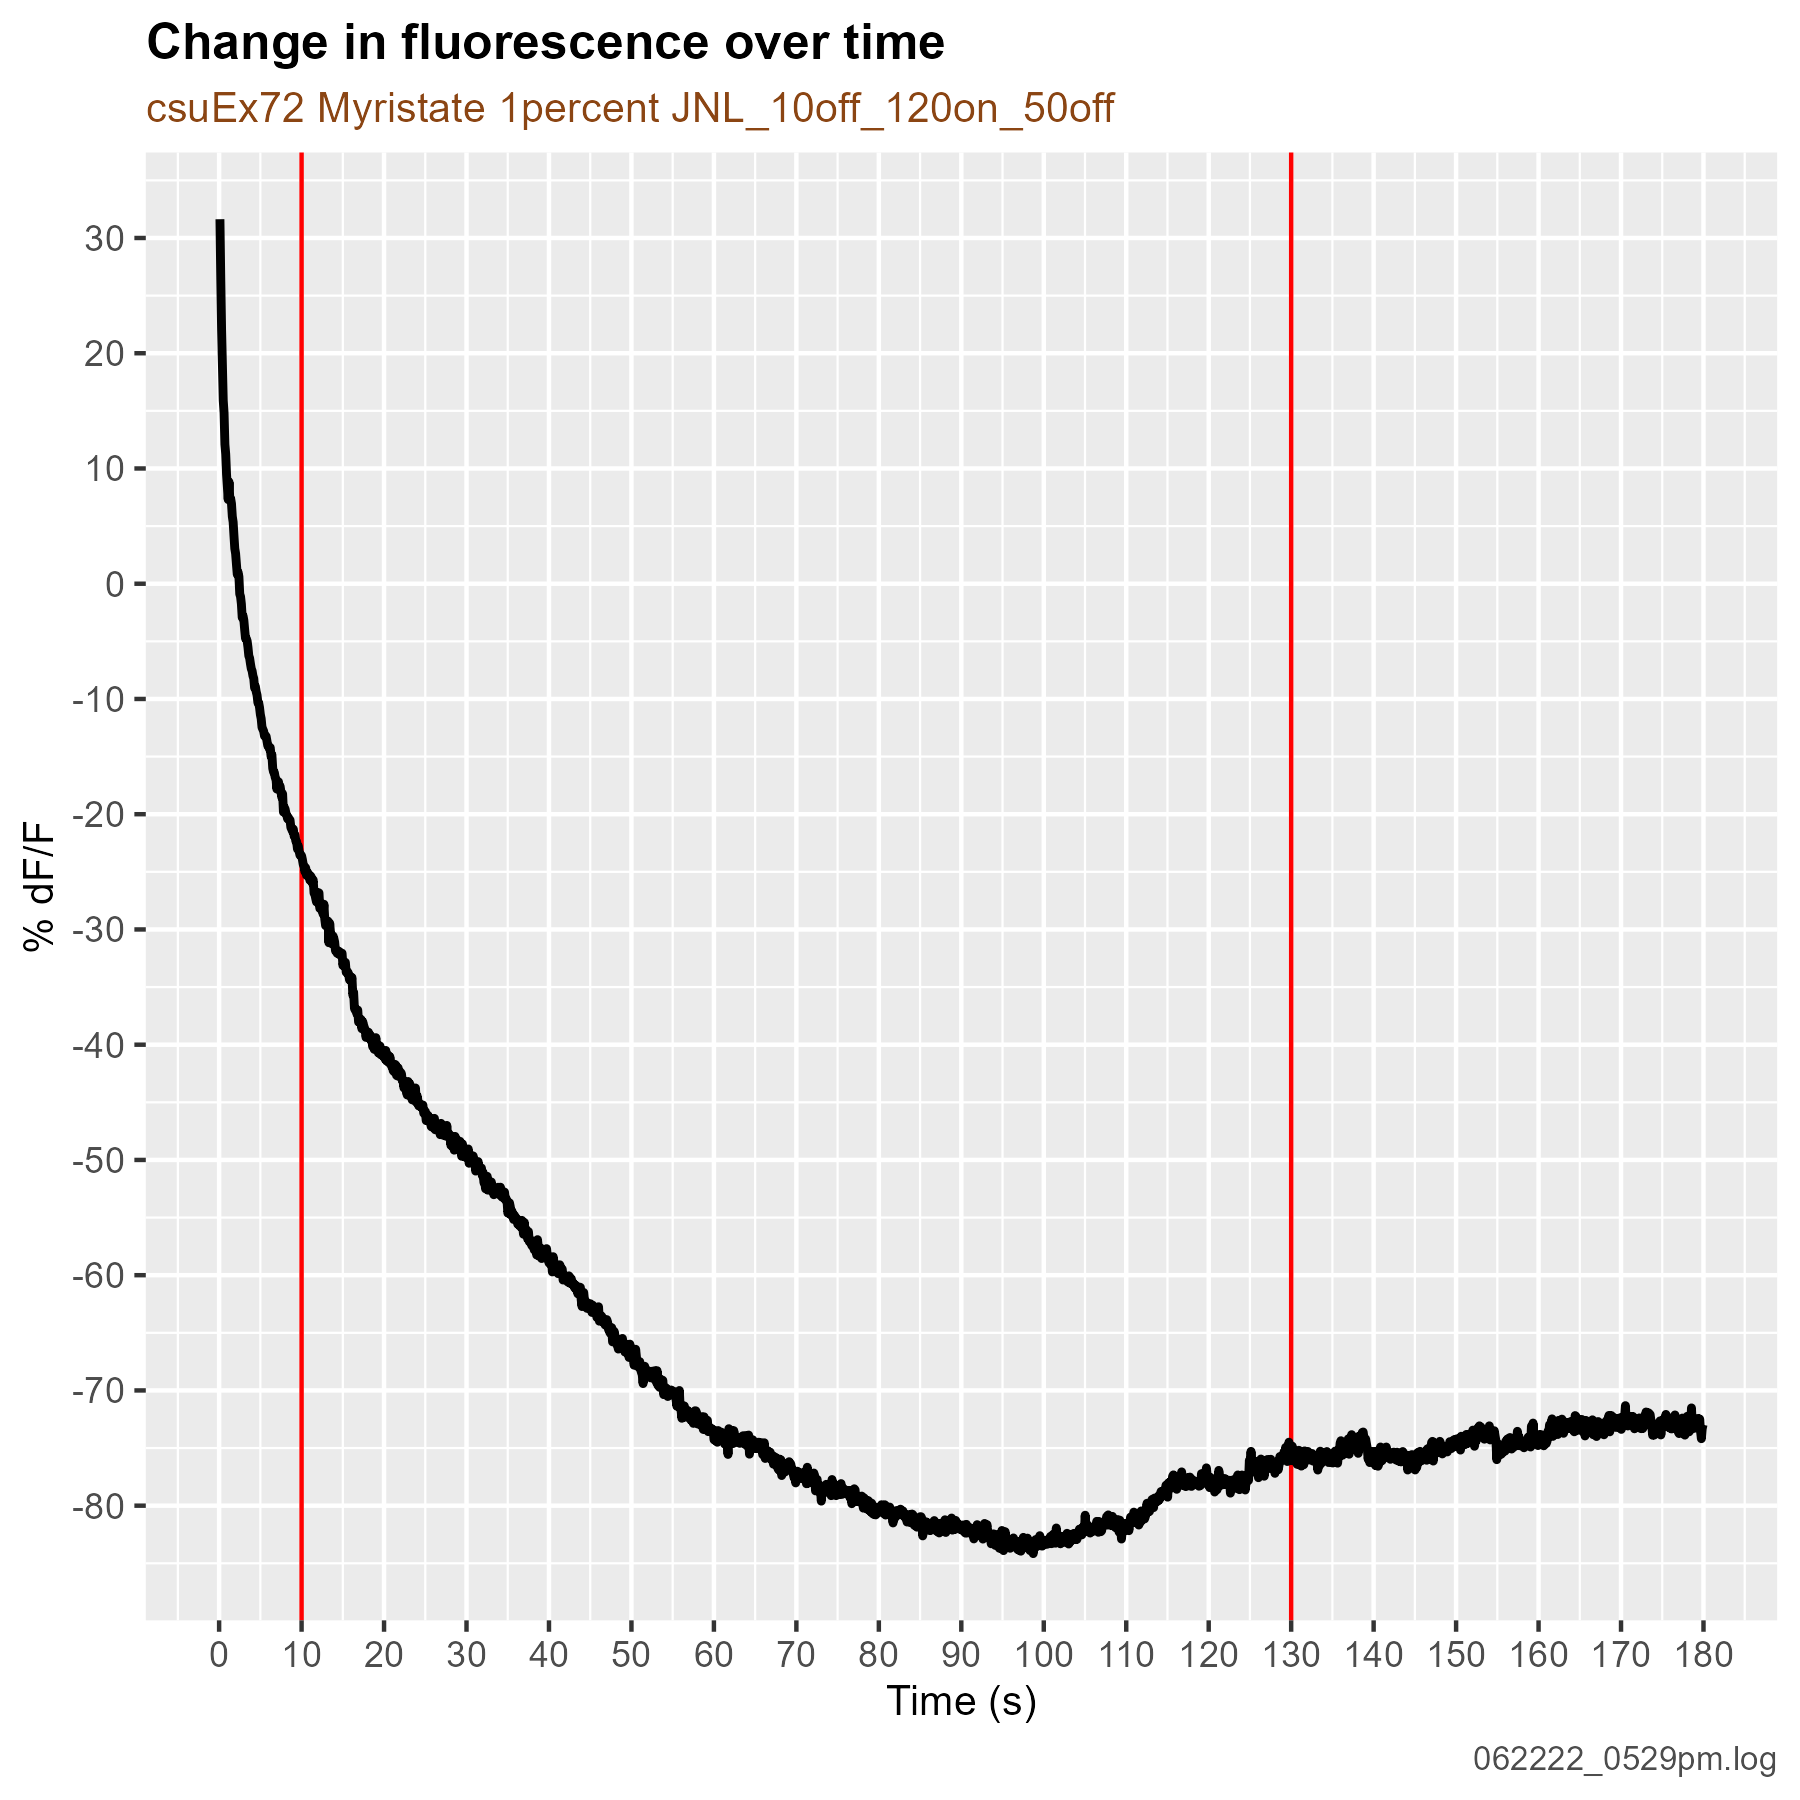 Change in fluorescence over time
csuEx72 Myristate 1percent JNL_10off_120on_50off
30
20
10
0
-10
-20
-30
-40
-50
-60
-70
-80
% dF/F
0 10 20 30 40 50 60 70 80 90 100 110 120 130 140 150 160 170 180
Time (s)
062222_0529pm.log